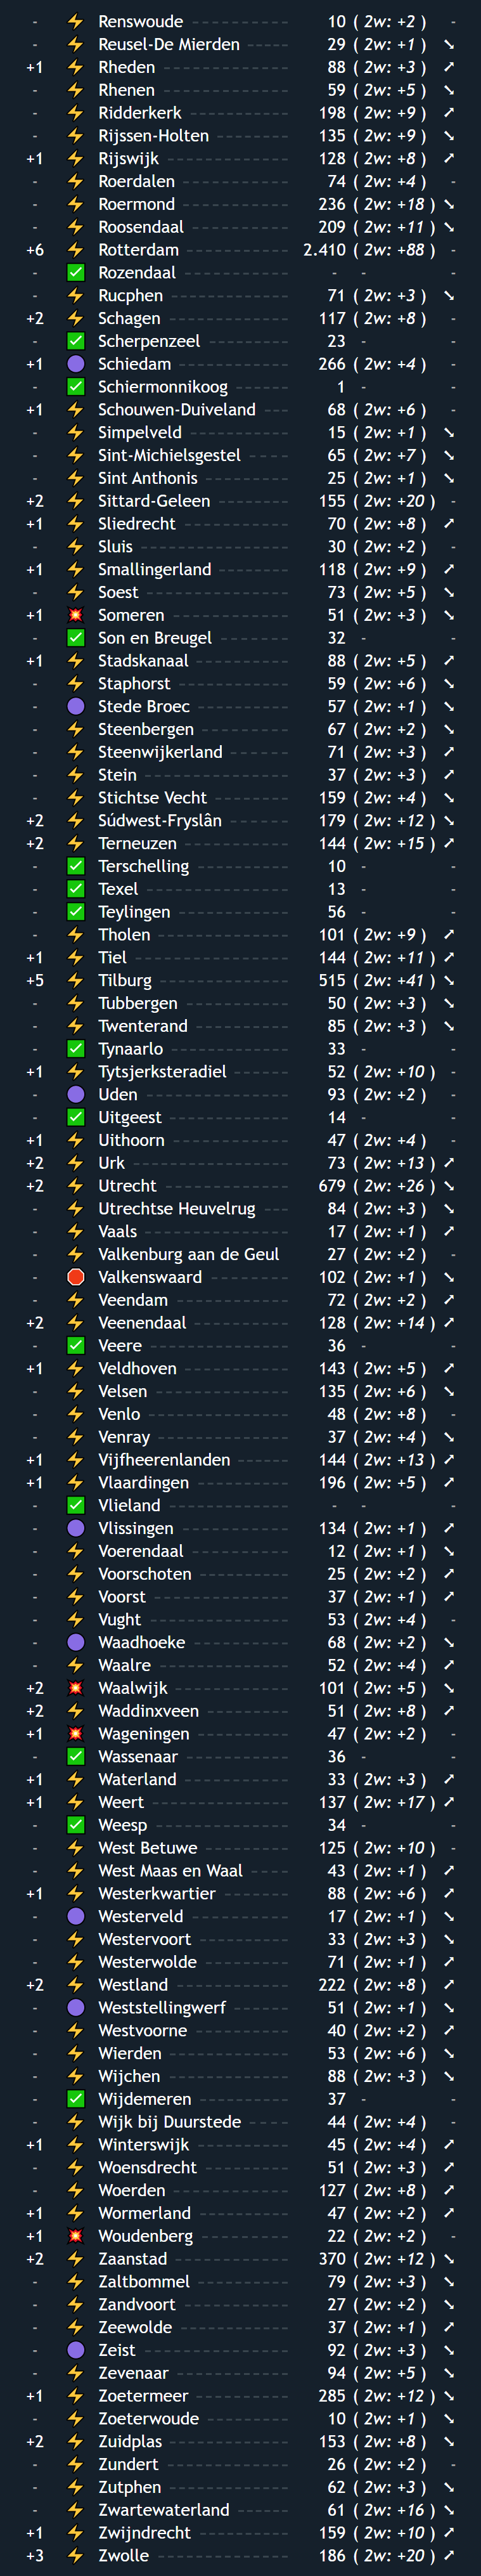 - ⚡ Renswoude ---------- 10 ( 2w: +2 ) -
- ⚡ Reusel-De Mierden ---------- 29 ( 2w: +1 ) ➘
+1 ⚡ Rheden ---------- 88 ( 2w: +3 ) ➚
- ⚡ Rhenen ---------- 59 ( 2w: +5 ) ➘
- ⚡ Ridderkerk ---------- 198 ( 2w: +9 ) ➚
- ⚡ Rijssen-Holten ---------- 135 ( 2w: +9 ) ➘
+1 ⚡ Rijswijk ---------- 128 ( 2w: +8 ) ➚
- ⚡ Roerdalen ---------- 74 ( 2w: +4 ) -
- ⚡ Roermond ---------- 236 ( 2w: +18 ) ➘
- ⚡ Roosendaal ---------- 209 ( 2w: +11 ) ➘
+6 ⚡ Rotterdam ---------- 2.410 ( 2w: +88 ) -
- ✅ Rozendaal ---------- - - -
- ⚡ Rucphen ---------- 71 ( 2w: +3 ) ➘
+2 ⚡ Schagen ---------- 117 ( 2w: +8 ) -
- ✅ Scherpenzeel ---------- 23 - -
+1 🟣 Schiedam ---------- 266 ( 2w: +4 ) -
- ✅ Schiermonnikoog ---------- 1 - -
+1 ⚡ Schouwen-Duiveland ---- 68 ( 2w: +6 ) -
- ⚡ Simpelveld ---------- 15 ( 2w: +1 ) ➘
- ⚡ Sint-Michielsgestel ----- 65 ( 2w: +7 ) ➘
- ⚡ Sint Anthonis ---------- 25 ( 2w: +1 ) ➘
+2 ⚡ Sittard-Geleen ---------- 155 ( 2w: +20 ) -
+1 ⚡ Sliedrecht ---------- 70 ( 2w: +8 ) ➚
- ⚡ Sluis ---------- 30 ( 2w: +2 ) -
+1 ⚡ Smallingerland ---------- 118 ( 2w: +9 ) ➚
- ⚡ Soest ---------- 73 ( 2w: +5 ) ➘
+1 💥 Someren ---------- 51 ( 2w: +3 ) ➘
- ✅ Son en Breugel ---------- 32 - -
+1 ⚡ Stadskanaal ---------- 88 ( 2w: +5 ) ➚
- ⚡ Staphorst ---------- 59 ( 2w: +6 ) ➘
- 🟣 Stede Broec ---------- 57 ( 2w: +1 ) ➘
- ⚡ Steenbergen ---------- 67 ( 2w: +2 ) ➘
- ⚡ Steenwijkerland ---------- 71 ( 2w: +3 ) ➚
- ⚡ Stein ---------- 37 ( 2w: +3 ) ➚
- ⚡ Stichtse Vecht ---------- 159 ( 2w: +4 ) ➘
+2 ⚡ Súdwest-Fryslân ---------- 179 ( 2w: +12 ) ➘
+2 ⚡ Terneuzen ---------- 144 ( 2w: +15 ) ➚
- ✅ Terschelling ---------- 10 - -
- ✅ Texel ---------- 13 - -
- ✅ Teylingen ---------- 56 - -
- ⚡ Tholen ---------- 101 ( 2w: +9 ) ➚
+1 ⚡ Tiel ---------- 144 ( 2w: +11 ) ➚
+5 ⚡ Tilburg ---------- 515 ( 2w: +41 ) ➘
- ⚡ Tubbergen ---------- 50 ( 2w: +3 ) ➘
- ⚡ Twenterand ---------- 85 ( 2w: +3 ) ➘
- ✅ Tynaarlo ---------- 33 - -
+1 ⚡ Tytsjerksteradiel ---------- 52 ( 2w: +10 ) -
- 🟣 Uden ---------- 93 ( 2w: +2 ) -
- ✅ Uitgeest ---------- 14 - -
+1 ⚡ Uithoorn ---------- 47 ( 2w: +4 ) -
+2 ⚡ Urk ---------- 73 ( 2w: +13 ) ➚
+2 ⚡ Utrecht ---------- 679 ( 2w: +26 ) ➘
- ⚡ Utrechtse Heuvelrug ---- 84 ( 2w: +3 ) ➘
- ⚡ Vaals ---------- 17 ( 2w: +1 ) ➚
- ⚡ Valkenburg aan de Geul 27 ( 2w: +2 ) -
- 🛑 Valkenswaard ---------- 102 ( 2w: +1 ) ➘
- ⚡ Veendam ---------- 72 ( 2w: +2 ) ➚
+2 ⚡ Veenendaal ---------- 128 ( 2w: +14 ) ➚
- ✅ Veere ---------- 36 - -
+1 ⚡ Veldhoven ---------- 143 ( 2w: +5 ) ➚
- ⚡ Velsen ---------- 135 ( 2w: +6 ) ➘
- ⚡ Venlo ---------- 48 ( 2w: +8 ) -
- ⚡ Venray ---------- 37 ( 2w: +4 ) ➘
+1 ⚡ Vijfheerenlanden ---------- 144 ( 2w: +13 ) ➚
+1 ⚡ Vlaardingen ---------- 196 ( 2w: +5 ) ➚
- ✅ Vlieland ---------- - - -
- 🟣 Vlissingen ---------- 134 ( 2w: +1 ) ➚
- ⚡ Voerendaal ---------- 12 ( 2w: +1 ) ➘
- ⚡ Voorschoten ---------- 25 ( 2w: +2 ) ➚
- ⚡ Voorst ---------- 37 ( 2w: +1 ) ➚
- ⚡ Vught ---------- 53 ( 2w: +4 ) -
- 🟣 Waadhoeke ---------- 68 ( 2w: +2 ) ➘
- ⚡ Waalre ---------- 52 ( 2w: +4 ) ➚
+2 💥 Waalwijk ---------- 101 ( 2w: +5 ) ➘
+2 ⚡ Waddinxveen ---------- 51 ( 2w: +8 ) ➚
+1 💥 Wageningen ---------- 47 ( 2w: +2 ) -
- ✅ Wassenaar ---------- 36 - -
+1 ⚡ Waterland ---------- 33 ( 2w: +3 ) ➚
+1 ⚡ Weert ---------- 137 ( 2w: +17 ) ➚
- ✅ Weesp ---------- 34 - -
- ⚡ West Betuwe ---------- 125 ( 2w: +10 ) -
- ⚡ West Maas en Waal ------ 43 ( 2w: +1 ) ➚
+1 ⚡ Westerkwartier ---------- 88 ( 2w: +6 ) ➚
- 🟣 Westerveld ---------- 17 ( 2w: +1 ) ➘
- ⚡ Westervoort ---------- 33 ( 2w: +3 ) ➘
- ⚡ Westerwolde ---------- 71 ( 2w: +1 ) ➚
+2 ⚡ Westland ---------- 222 ( 2w: +8 ) ➚
- 🟣 Weststellingwerf ---------- 51 ( 2w: +1 ) ➘
- ⚡ Westvoorne ---------- 40 ( 2w: +2 ) ➚
- ⚡ Wierden ---------- 53 ( 2w: +6 ) ➘
- ⚡ Wijchen ---------- 88 ( 2w: +3 ) ➘
- ✅ Wijdemeren ---------- 37 - -
- ⚡ Wijk bij Duurstede ------ 44 ( 2w: +4 ) -
+1 ⚡ Winterswijk ---------- 45 ( 2w: +4 ) ➚
- ⚡ Woensdrecht ---------- 51 ( 2w: +3 ) ➚
- ⚡ Woerden ---------- 127 ( 2w: +8 ) ➚
+1 ⚡ Wormerland ---------- 47 ( 2w: +2 ) ➚
+1 💥 Woudenberg ---------- 22 ( 2w: +2 ) -
+2 ⚡ Zaanstad ---------- 370 ( 2w: +12 ) ➘
- ⚡ Zaltbommel ---------- 79 ( 2w: +3 ) ➘
- ⚡ Zandvoort ---------- 27 ( 2w: +2 ) ➘
- ⚡ Zeewolde ---------- 37 ( 2w: +1 ) ➚
- 🟣 Zeist ---------- 92 ( 2w: +3 ) ➘
- ⚡ Zevenaar ---------- 94 ( 2w: +5 ) ➘
+1 ⚡ Zoetermeer ---------- 285 ( 2w: +12 ) ➘
- ⚡ Zoeterwoude ---------- 10 ( 2w: +1 ) ➘
+2 ⚡ Zuidplas ---------- 153 ( 2w: +8 ) ➘
- ⚡ Zundert ---------- 26 ( 2w: +2 ) -
- ⚡ Zutphen ---------- 62 ( 2w: +3 ) ➘
- ⚡ Zwartewaterland ---------- 61 ( 2w: +16 ) ➘
+1 ⚡ Zwijndrecht ---------- 159 ( 2w: +10 ) ➚
+3 ⚡ Zwolle ---------- 186 ( 2w: +20 ) ➚